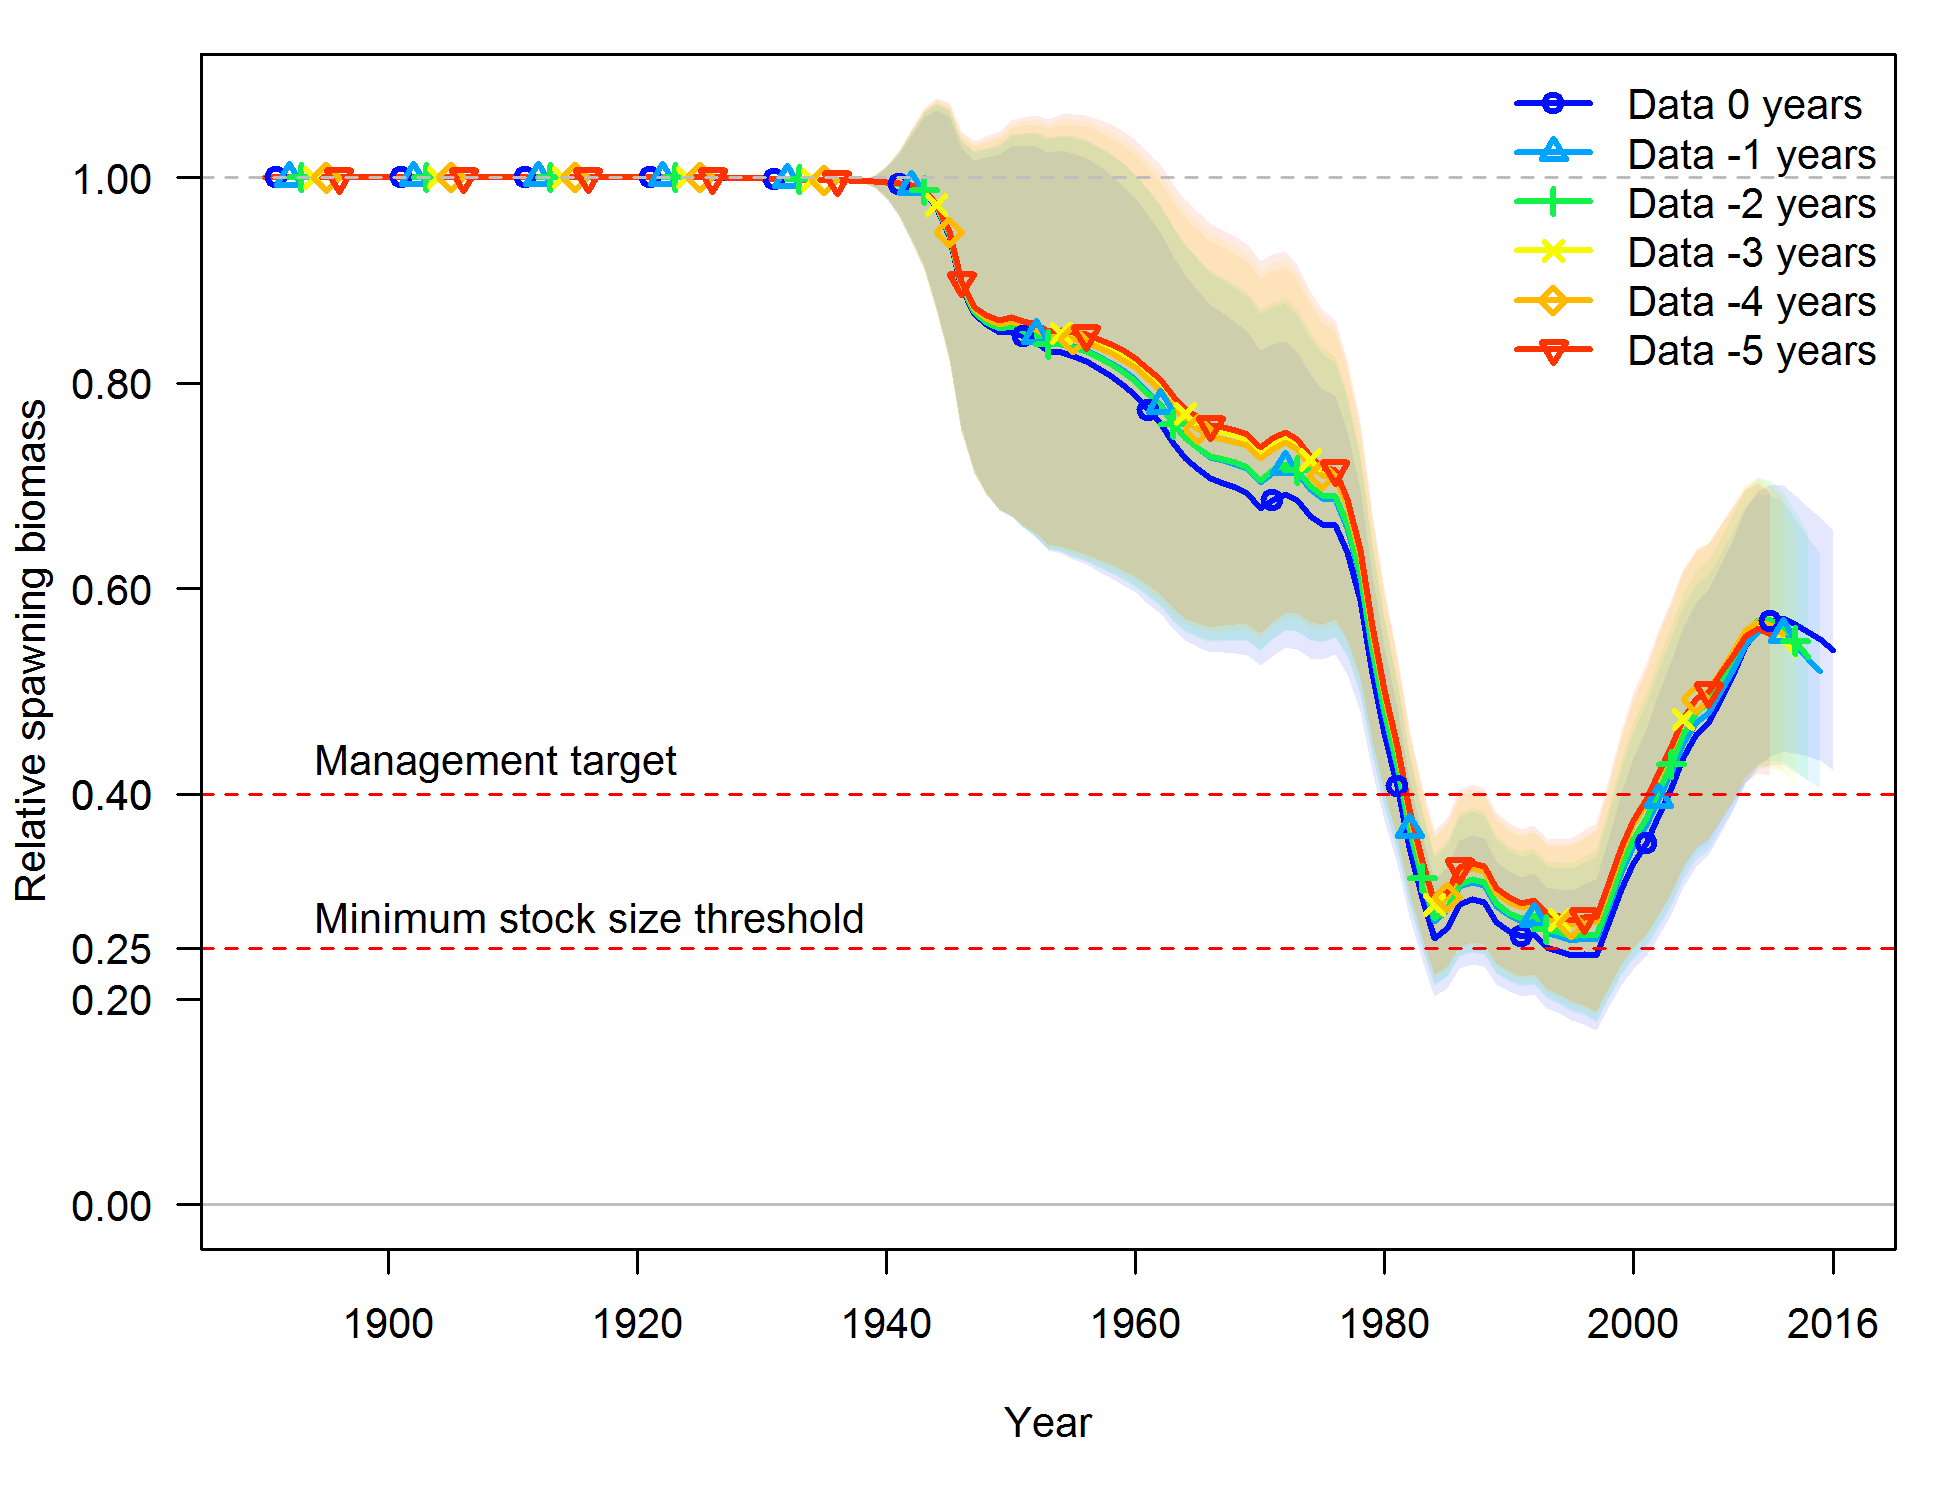 Data 0 years
Data -1 years
Data -2 years
Data -3 years
Data -4 years
Data -5 years
1.00
0.80
0.60
0.40
0.25
0.20
0.00
Relative spawning biomass
Management target
Minimum stock size threshold
1900
1920
1940
1960
1980
2000
2016
Year